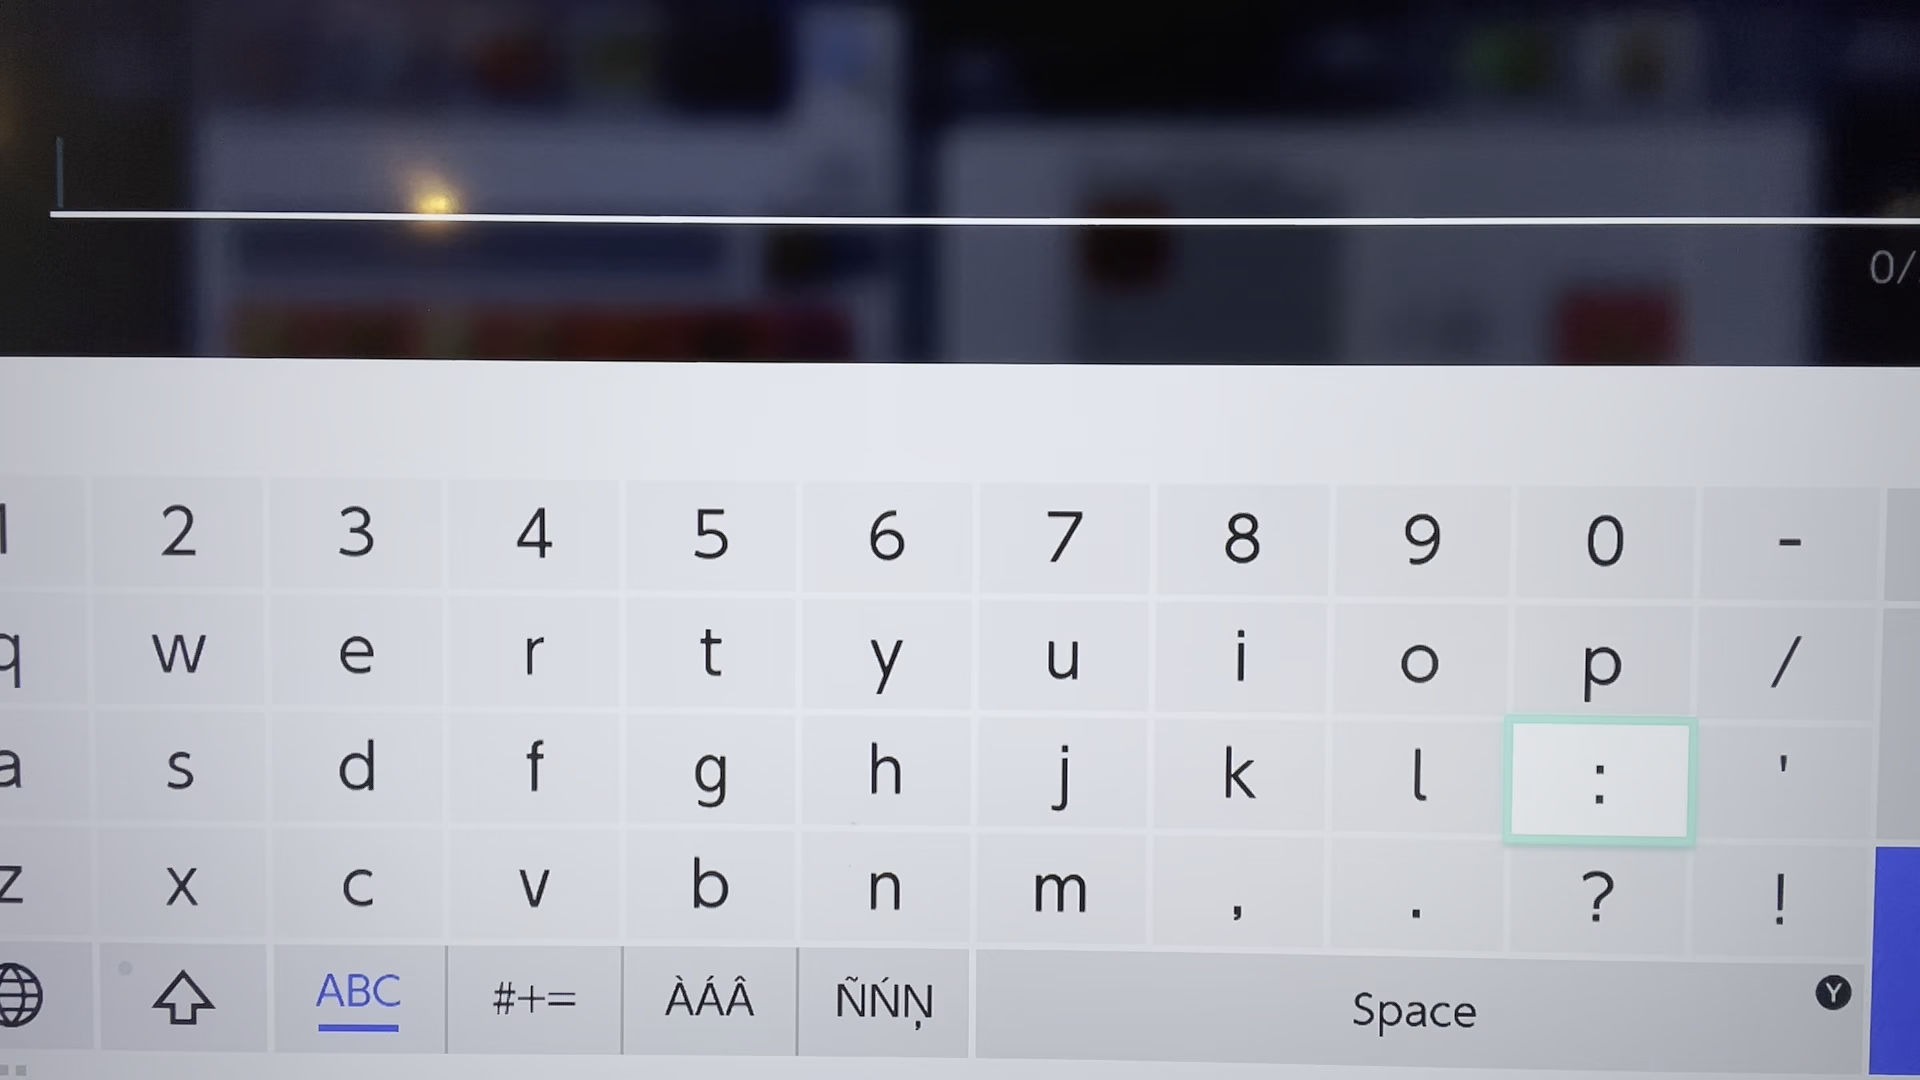 0/
1 2 3 4 5 6 7 8 9 0 -
q w e r t y u i o p /
a s d f g h j k l : '
z x c v b n m , . ? !
ABC #+= ÀÁÂ ÑŃŅ Space Y